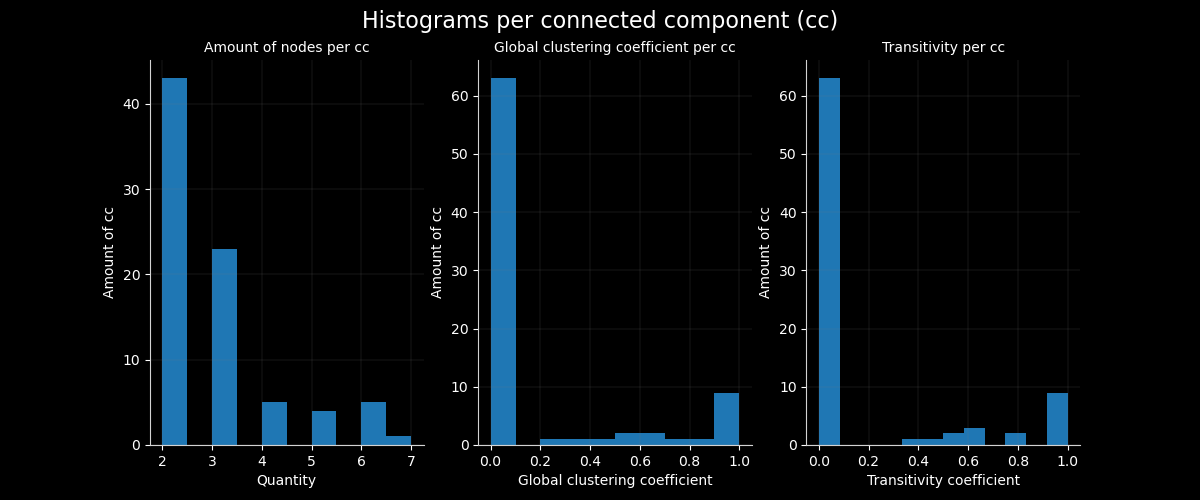 Histograms per connected component (cc)
Amount of nodes per cc
Amount of cc
0
10
20
30
40
2 3 4 5 6 7
Quantity
Global clustering coefficient per cc
Amount of cc
0
10
20
30
40
50
60
0.0 0.2 0.4 0.6 0.8 1.0
Global clustering coefficient
Transitivity per cc
Amount of cc
0
10
20
30
40
50
60
0.0 0.2 0.4 0.6 0.8 1.0
Transitivity coefficient